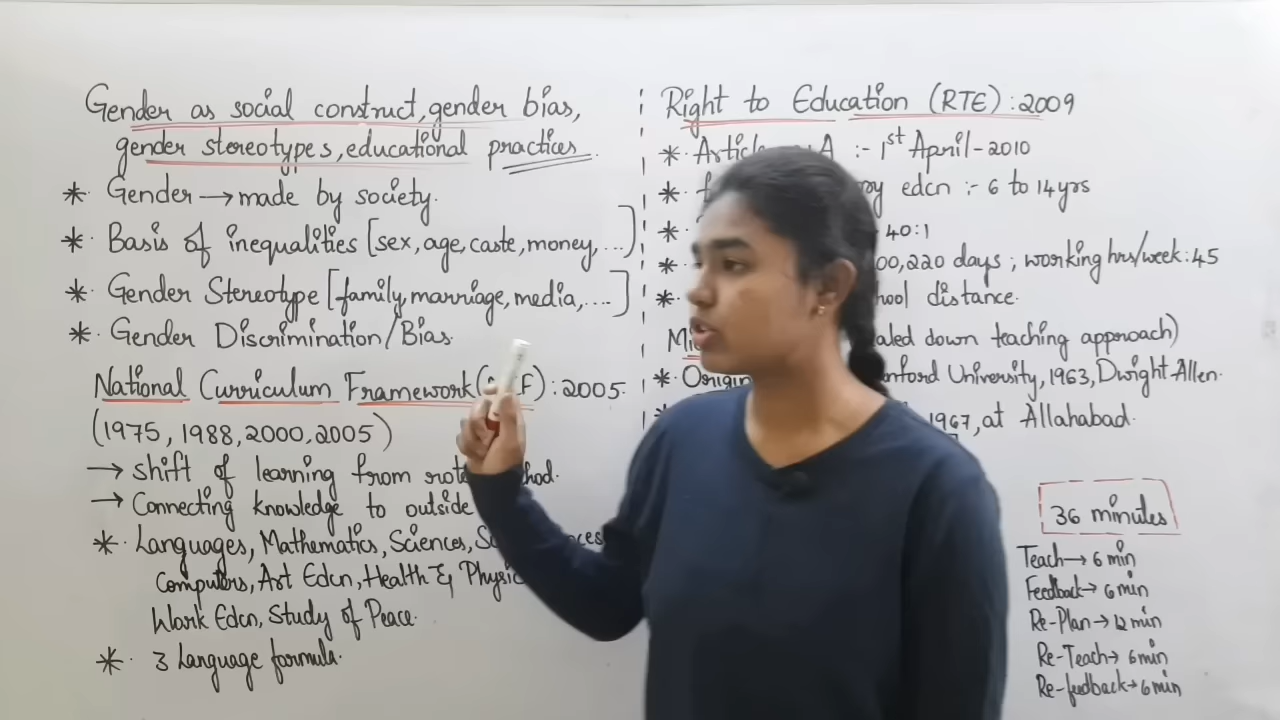 Gender as social construct, gender bias,
gender stereotypes, educational practices
* Gender → made by society.
* Basis of inequalities [sex, age, caste, money, ...]
* Gender Stereotype [family, marriage, media, ....]
* Gender Discrimination/Bias.
National Curriculum Framework ( F) : 2005.
(1975, 1988, 2000, 2005)
→ shift of learning from
→ Connecting knowledge to outside
* Languages, Mathematics, Sciences,
Computers, Art Edcn, Health &
Work Edcn, Study of Peace.
* 3 Language formula.
Right to Education (RTE) : 2009
* A :- 1st April - 2010
* edcn :- 6 to 14yrs
* 40:1
* 00, 220 days ; working hrs/week : 45
* distance.
teaching approach)
* University, 1963, Dwight Allen.
1967, at Allahabad.
36 minutes
Teach → 6 min
Feedback → 6 min
Re-Plan → 12 min
Re-Teach → 6 min
Re-feedback → 6 min